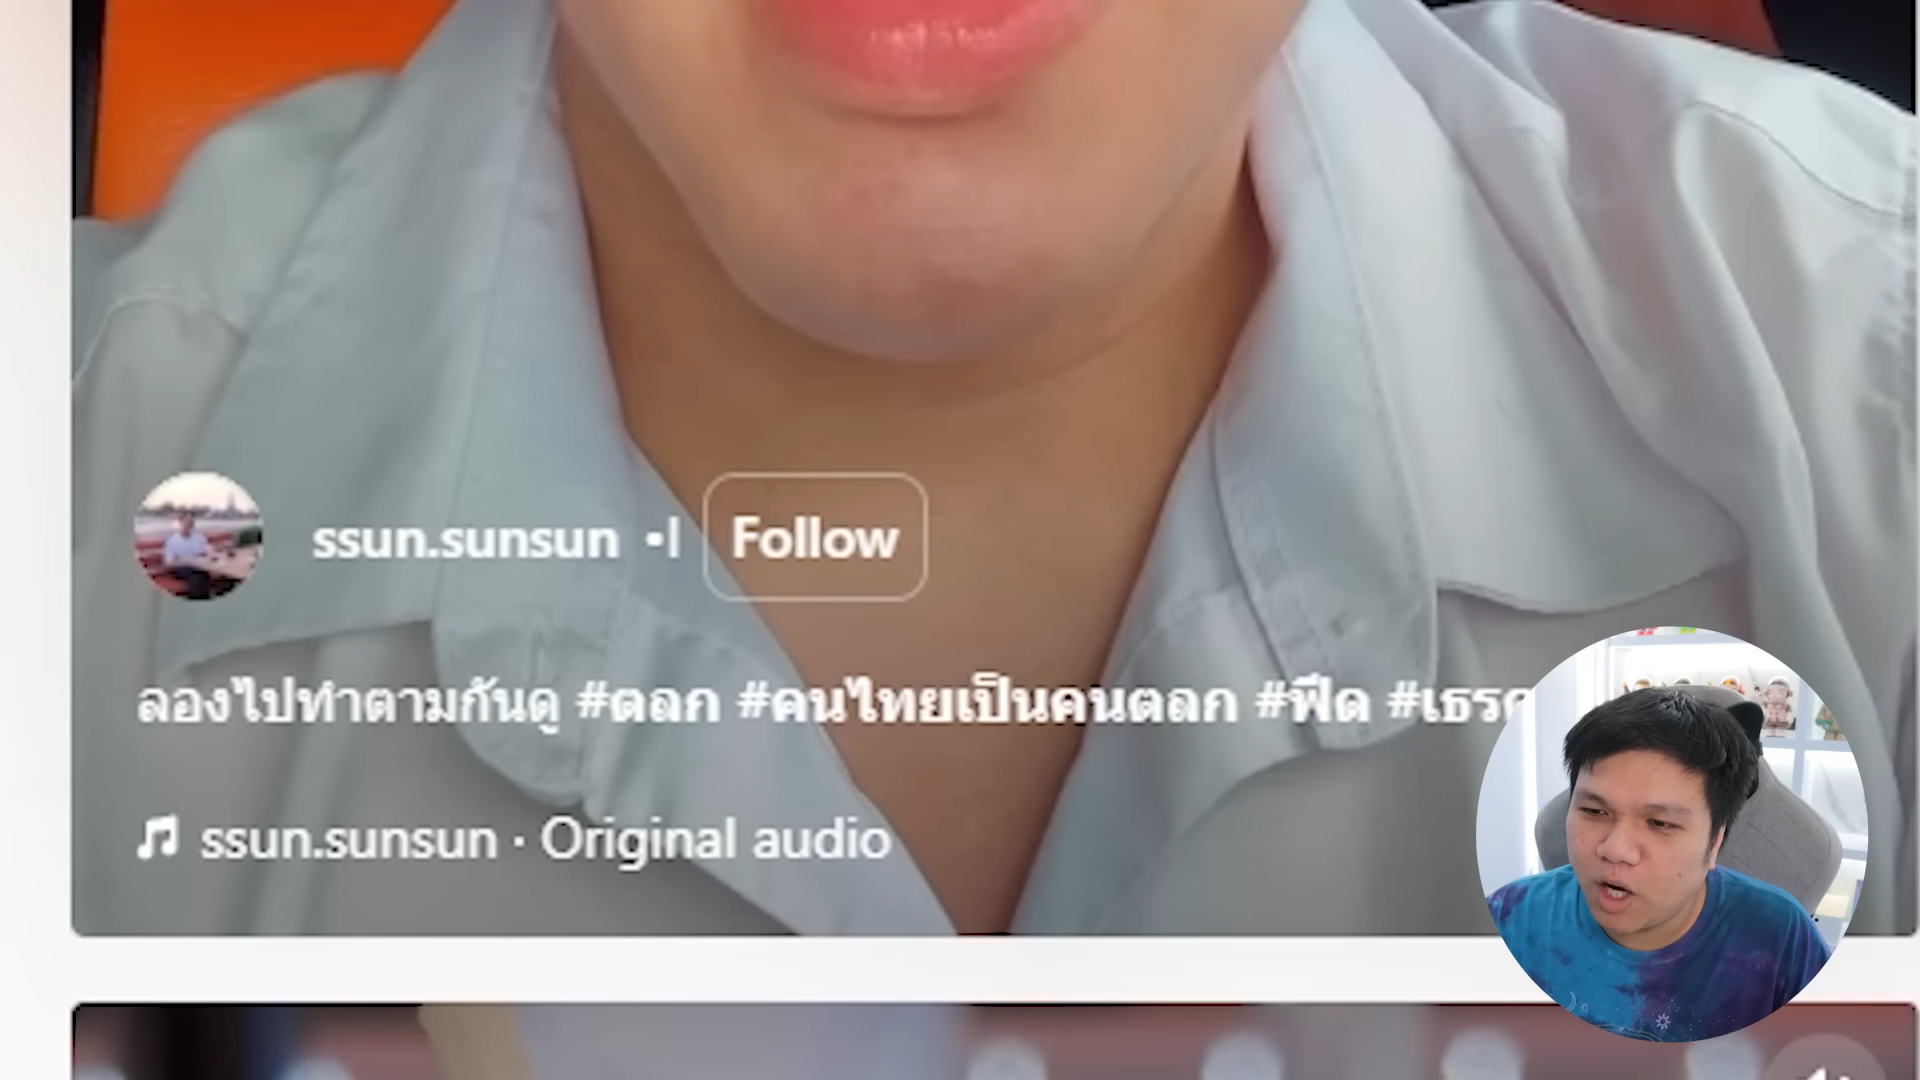 ssun.sunsun • Follow
ลองไปทำตามกันดู #ตลก #คนไทยเป็นคนตลก #ฟีด
ssun.sunsun · Original audio